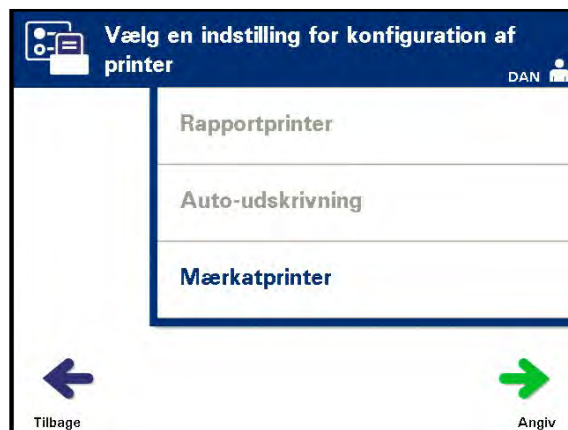 Vælg en indstilling for konfiguration af
printer
DAN
Rapportprinter
Auto-udskrivning
Mærkatprinter
Tilbage
Angiv